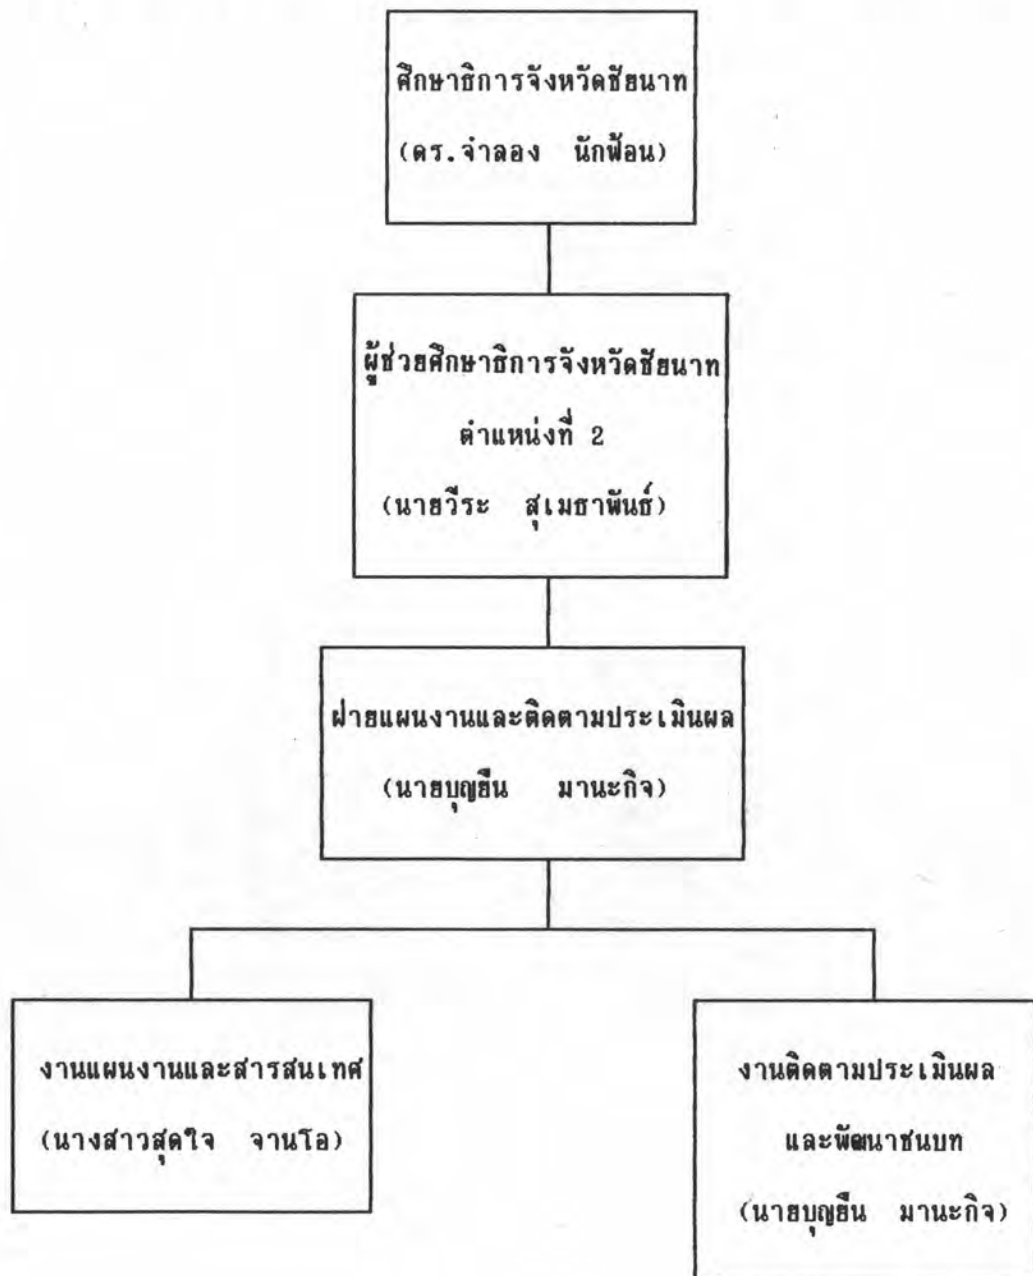 ศึกษาธิการจังหวัดชัยนาท
(ดร.จำลอง นักฟ้อน)
ผู้ช่วยศึกษาธิการจังหวัดชัยนาท
ตำแหน่งที่ 2
(นายวีระ สุเมธาพันธ์)
ฝ่ายแผนงานและติดตามประเมินผล
(นายบุญยืน มานะกิจ)
งานแผนงานและสารสนเทศ
(นางสาวสุดใจ จานโอ)
งานติดตามประเมินผล
และพัฒนาชนบท
(นายบุญยืน มานะกิจ)